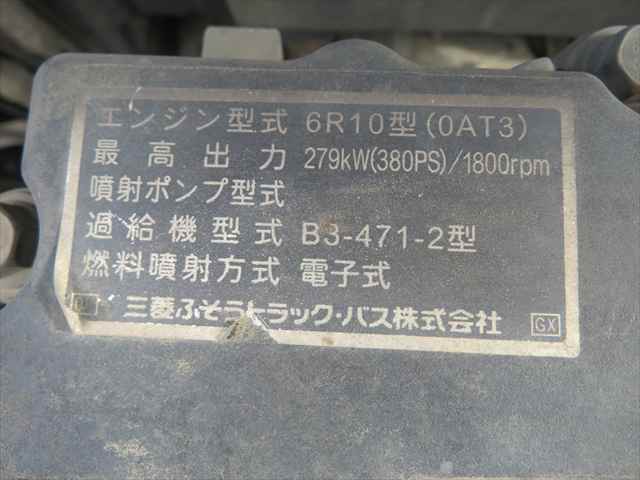 エンジン型式 6R10型(0AT3)
最高出力 279kW(380PS)/1800rpm
噴射ポンプ型式
過給機型式 B3-471-2型
燃料噴射方式 電子式
三菱ふそうトラック・バス株式会社 GX